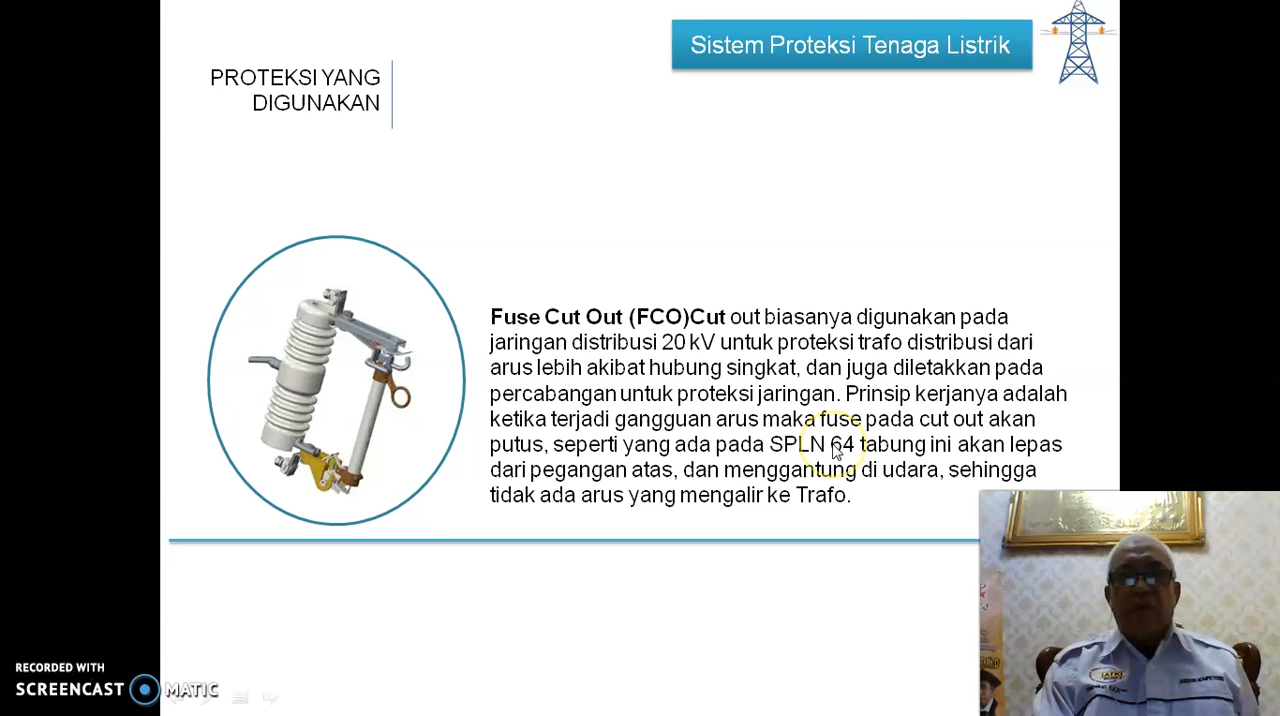 Sistem Proteksi Tenaga Listrik
PROTEKSI YANG
DIGUNAKAN
Fuse Cut Out (FCO)Cut out biasanya digunakan pada
jaringan distribusi 20 kV untuk proteksi trafo distribusi dari
arus lebih akibat hubung singkat, dan juga diletakkan pada
percabangan untuk proteksi jaringan. Prinsip kerjanya adalah
ketika terjadi gangguan arus maka fuse pada cut out akan
putus, seperti yang ada pada SPLN 64 tabung ini akan lepas
dari pegangan atas, dan menggantung di udara, sehingga
tidak ada arus yang mengalir ke Trafo.
RECORDED WITH
SCREENCAST MATIC